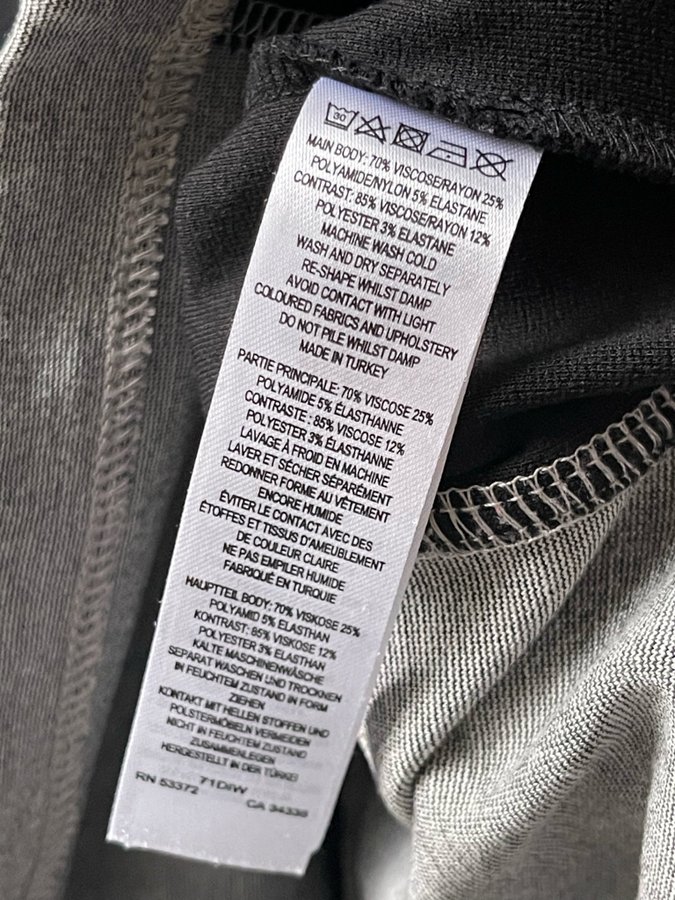 30
MAIN BODY: 70% VISCOSE/RAYON 25%
POLYAMIDE/NYLON 5% ELASTANE
CONTRAST: 85% VISCOSE/RAYON 12%
POLYESTER 3% ELASTANE
MACHINE WASH COLD
WASH AND DRY SEPARATELY
RE-SHAPE WHILST DAMP
AVOID CONTACT WITH LIGHT
COLOURED FABRICS AND UPHOLSTERY
DO NOT PILE WHILST DAMP
MADE IN TURKEY
PARTIE PRINCIPALE: 70% VISCOSE 25%
POLYAMIDE 5% ÉLASTHANNE
CONTRASTE : 85% VISCOSE 12%
POLYESTER 3% ÉLASTHANNE
LAVAGE À FROID EN MACHINE
LAVER ET SÉCHER SÉPARÉMENT
REDONNER FORME AU VÊTEMENT
ENCORE HUMIDE
ÉVITER LE CONTACT AVEC DES
ÉTOFFES ET TISSUS D'AMEUBLEMENT
DE COULEUR CLAIRE
NE PAS EMPILER HUMIDE
FABRIQUÉ EN TURQUIE
HAUPTTEIL BODY: 70% VISKOSE 25%
POLYAMID 5% ELASTHAN
KONTRAST: 85% VISKOSE 12%
POLYESTER 3% ELASTHAN
KALTE MASCHINENWÄSCHE
SEPARAT WASCHEN UND TROCKNEN
IN FEUCHTEM ZUSTAND IN FORM
ZIEHEN
KONTAKT MIT HELLEN STOFFEN UND
POLSTERMÖBELN VERMEIDEN
NICHT IN FEUCHTEM ZUSTAND
ZUSAMMENLEGEN
HERGESTELLT IN DER TÜRKEI
71DIW
RN 53372 CA 34338